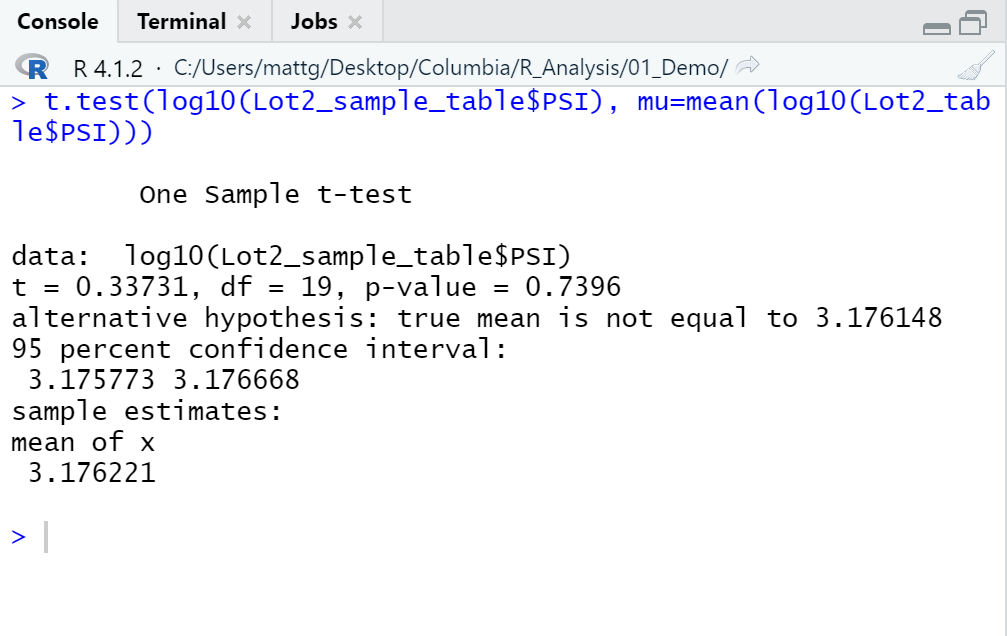 Console Terminal Jobs
R R 4.1.2 · C:/Users/mattg/Desktop/Columbia/R_Analysis/01_Demo/
> t.test(log10(Lot2_sample_table$PSI), mu=mean(log10(Lot2_tab
le$PSI)))
One Sample t-test
data:  log10(Lot2_sample_table$PSI)
t = 0.33731, df = 19, p-value = 0.7396
alternative hypothesis: true mean is not equal to 3.176148
95 percent confidence interval:
3.175773 3.176668
sample estimates:
mean of x
3.176221
>